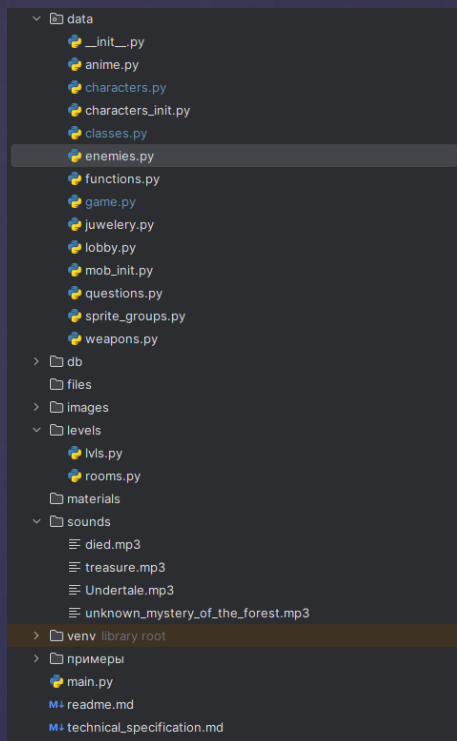 data
__init__.py
anime.py
characters.py
characters_init.py
classes.py
enemies.py
functions.py
game.py
juwelery.py
lobby.py
mob_init.py
questions.py
sprite_groups.py
weapons.py
db
files
images
levels
lvls.py
rooms.py
materials
sounds
died.mp3
treasure.mp3
Undertale.mp3
unknown_mystery_of_the_forest.mp3
venv library root
примеры
main.py
M↓ readme.md
M↓ technical_specification.md